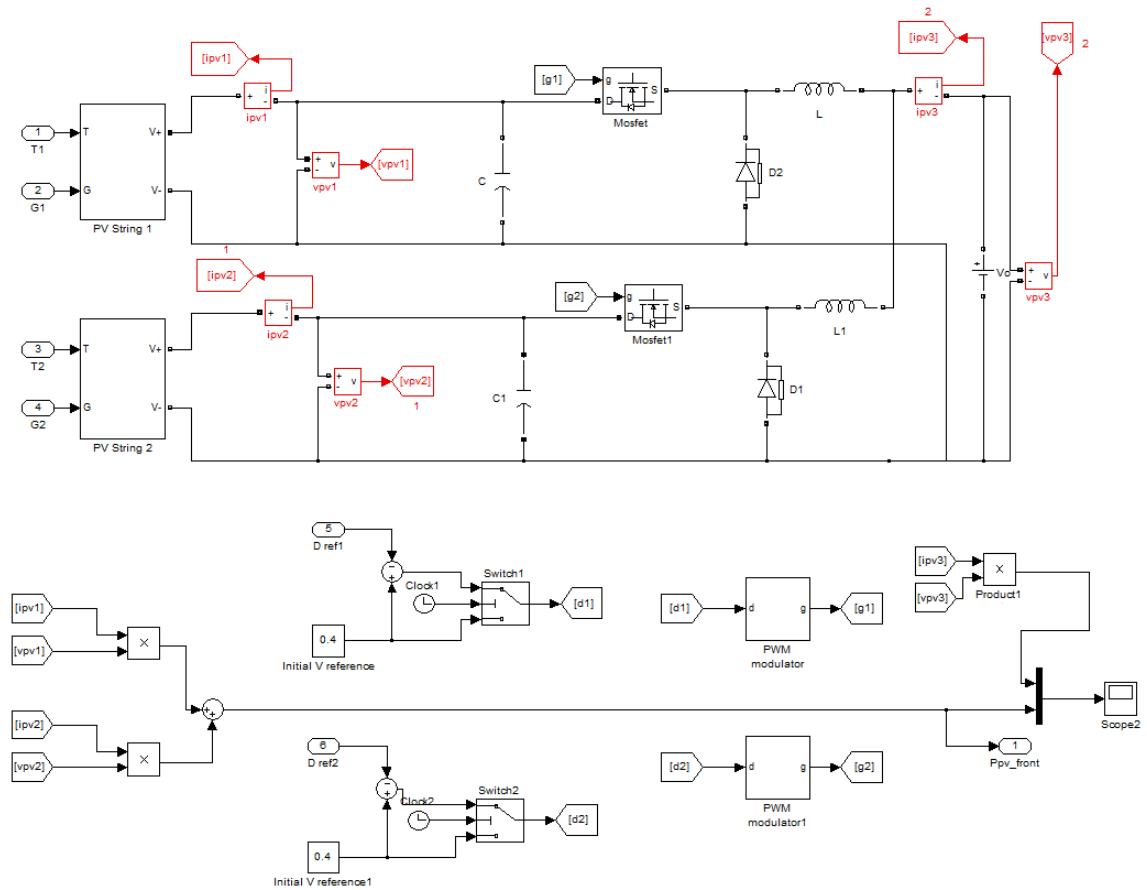 2
[vpv3]
2
[ipv3]
[ipv1]
[g1]
g
D
S
Mosfet
+
i
-
ipv1
+
i
-
ipv3
L
1
T1
T
V+
2
G1
G
V-
PV String 1
+
-
v
vpv1
[vpv1]
C
D2
1
[ipv2]
+
i
-
ipv2
[g2]
g
D
S
Mosfet1
+
Vo
+
-
v
vpv3
L1
3
T2
T
V+
4
G2
G
V-
PV String 2
+
-
v
vpv2
[vpv2]
1
C1
D1
5
D ref1
Clock1
Switch1
[d1]
0.4
Initial V reference
[d1]
d
g
[g1]
PWM
modulator
[ipv3]
[vpv3]
×
Product1
[ipv1]
[vpv1]
×
[ipv2]
[vpv2]
×
+
+
Scope2
1
Ppv_front
6
D ref2
Clock2
Switch2
[d2]
0.4
Initial V reference1
[d2]
d
g
[g2]
PWM
modulator1